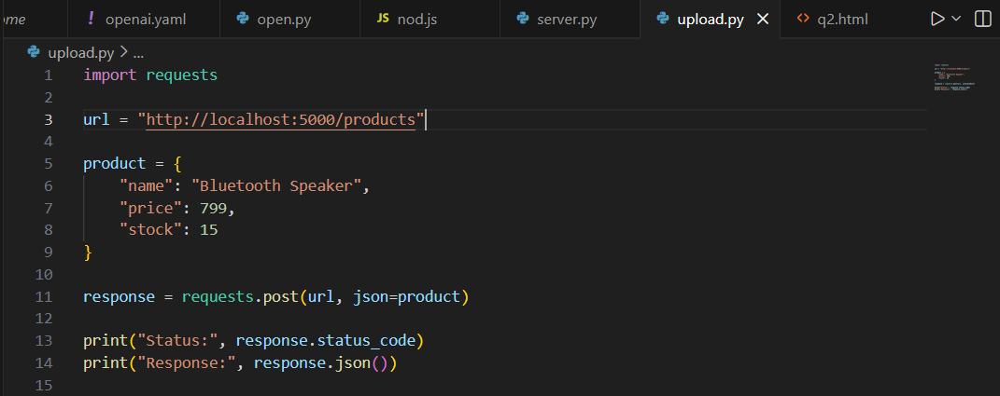 ome
! openai.yaml
open.py
JS nod.js
server.py
upload.py
<> q2.html
upload.py > ...
1 import requests
2
3 url = "http://localhost:5000/products"
4
5 product = {
6 "name": "Bluetooth Speaker",
7 "price": 799,
8 "stock": 15
9 }
10
11 response = requests.post(url, json=product)
12
13 print("Status:", response.status_code)
14 print("Response:", response.json())
15